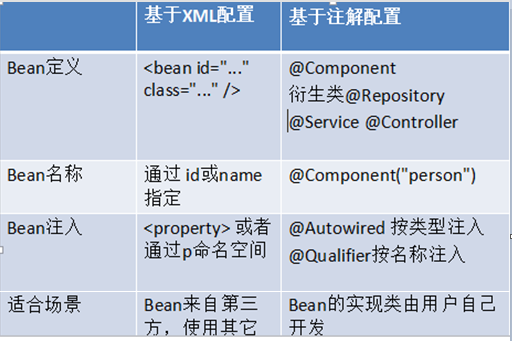 基于XML配置
基于注解配置
Bean定义
<bean id="..."
class="..." />
@Component
衍生类@Repository
@Service @Controller
Bean名称
通过 id或name
指定
@Component("person")
Bean注入
<property> 或者
通过p命名空间
@Autowired 按类型注入
@Qualifier按名称注入
适合场景
Bean来自第三
方，使用其它
Bean的实现类由用户自己
开发